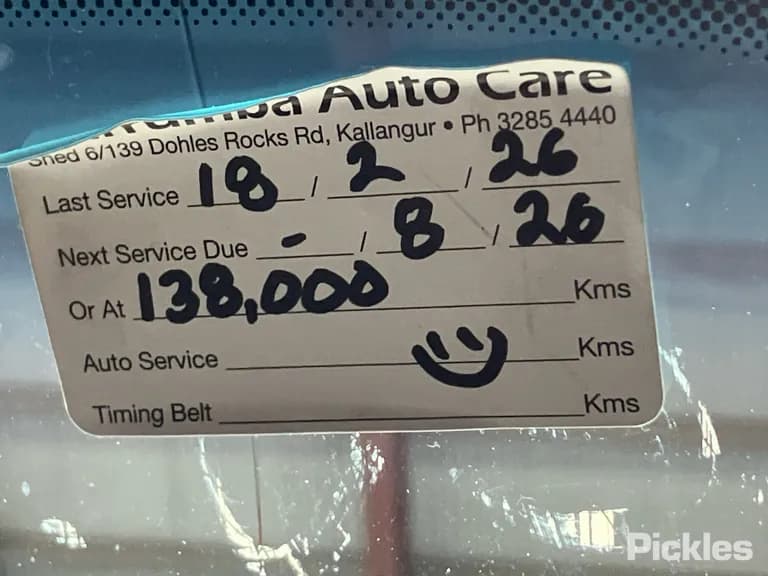 Auto Care
Shed 6/139 Dohles Rocks Rd, Kallangur • Ph 3285 4440
Last Service 18 / 2 / 26
Next Service Due - / 8 / 26
Or At 138,000 Kms
Auto Service Kms
Timing Belt Kms
Pickles